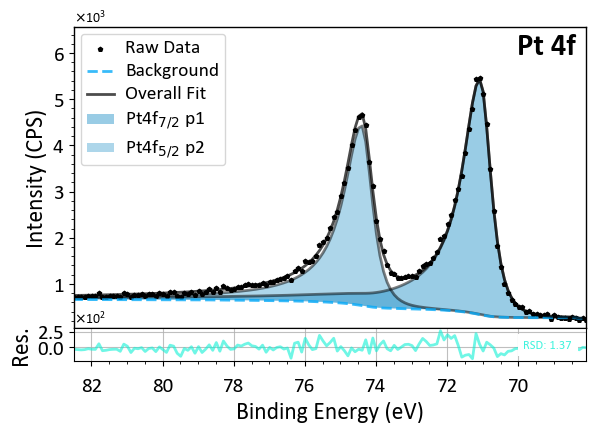 ×10³
Pt 4f
Raw Data
Background
Overall Fit
Pt4f7/2 p1
Pt4f5/2 p2
Intensity (CPS)
6
5
4
3
2
1
×10²
Res.
2.5
0.0
RSD: 1.37
82 80 78 76 74 72 70
Binding Energy (eV)